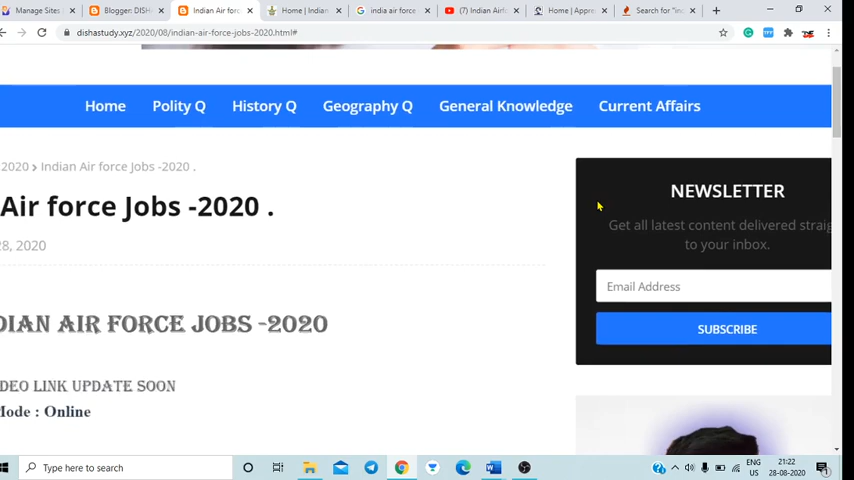 Manage Sites
Blogger: DISH
Indian Air forc
Home | Indian
india air force
(7) Indian Airf
Home | Appre
Search for "in
dishastudy.xyz/2020/08/indian-air-force-jobs-2020.html#
Home Polity Q History Q Geography Q General Knowledge Current Affairs
2020 > Indian Air force Jobs -2020 .
Air force Jobs -2020 .
28, 2020
DIAN AIR FORCE JOBS -2020
DEO LINK UPDATE SOON
Mode : Online
NEWSLETTER
Get all latest content delivered straig
to your inbox.
Email Address
SUBSCRIBE
Type here to search
ENG
US
21:22
28-08-2020